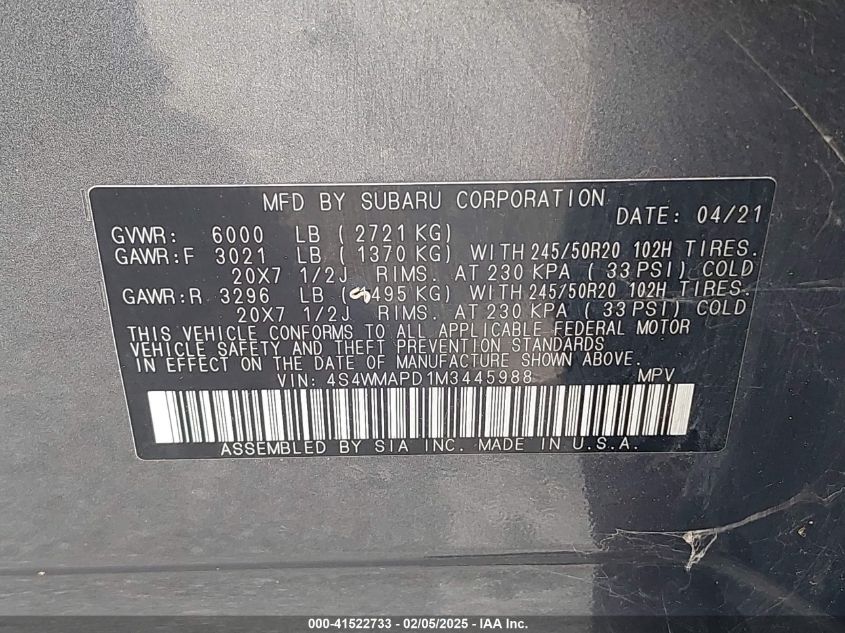 MFD BY SUBARU CORPORATION
DATE: 04/21
GVWR: 6000 LB ( 2721 KG)
GAWR:F 3021 LB ( 1370 KG) WITH 245/50R20 102H TIRES.
20X7 1/2J RIMS. AT 230 KPA ( 33 PSI) COLD
GAWR:R 3296 LB ( 495 KG) WITH 245/50R20 102H TIRES.
20X7 1/2J RIMS. AT 230 KPA ( 33 PSI) COLD
THIS VEHICLE CONFORMS TO ALL APPLICABLE FEDERAL MOTOR
VEHICLE SAFETY AND THEFT PREVENTION STANDARDS
IN EFFECT ON THE DATE OF MANUFACTURE SHOWN ABOVE.
VIN: 4S4WMAPD1M3445988 MPV
ASSEMBLED BY SIA INC. MADE IN U.S.A.
000-41522733 - 02/05/2025 - IAA Inc.